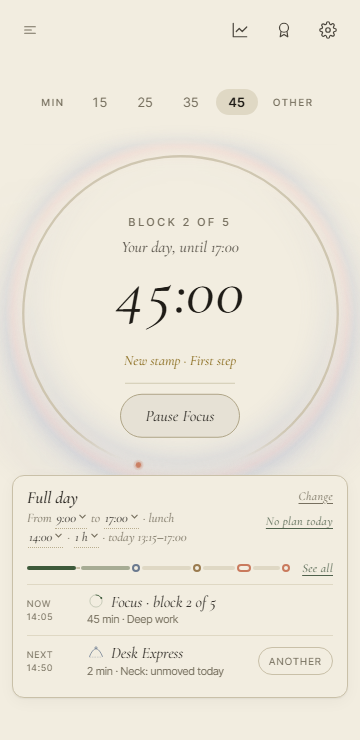 MIN 15 25 35 45 OTHER
BLOCK 2 OF 5
Your day, until 17:00
45:00
New stamp · First step
Pause Focus
Full day Change
From 9:00 to 17:00 · lunch No plan today
14:00 · 1 h · today 13:15–17:00
See all
NOW Focus · block 2 of 5
14:05 45 min · Deep work
NEXT Desk Express
14:50 2 min · Neck: unmoved today
ANOTHER